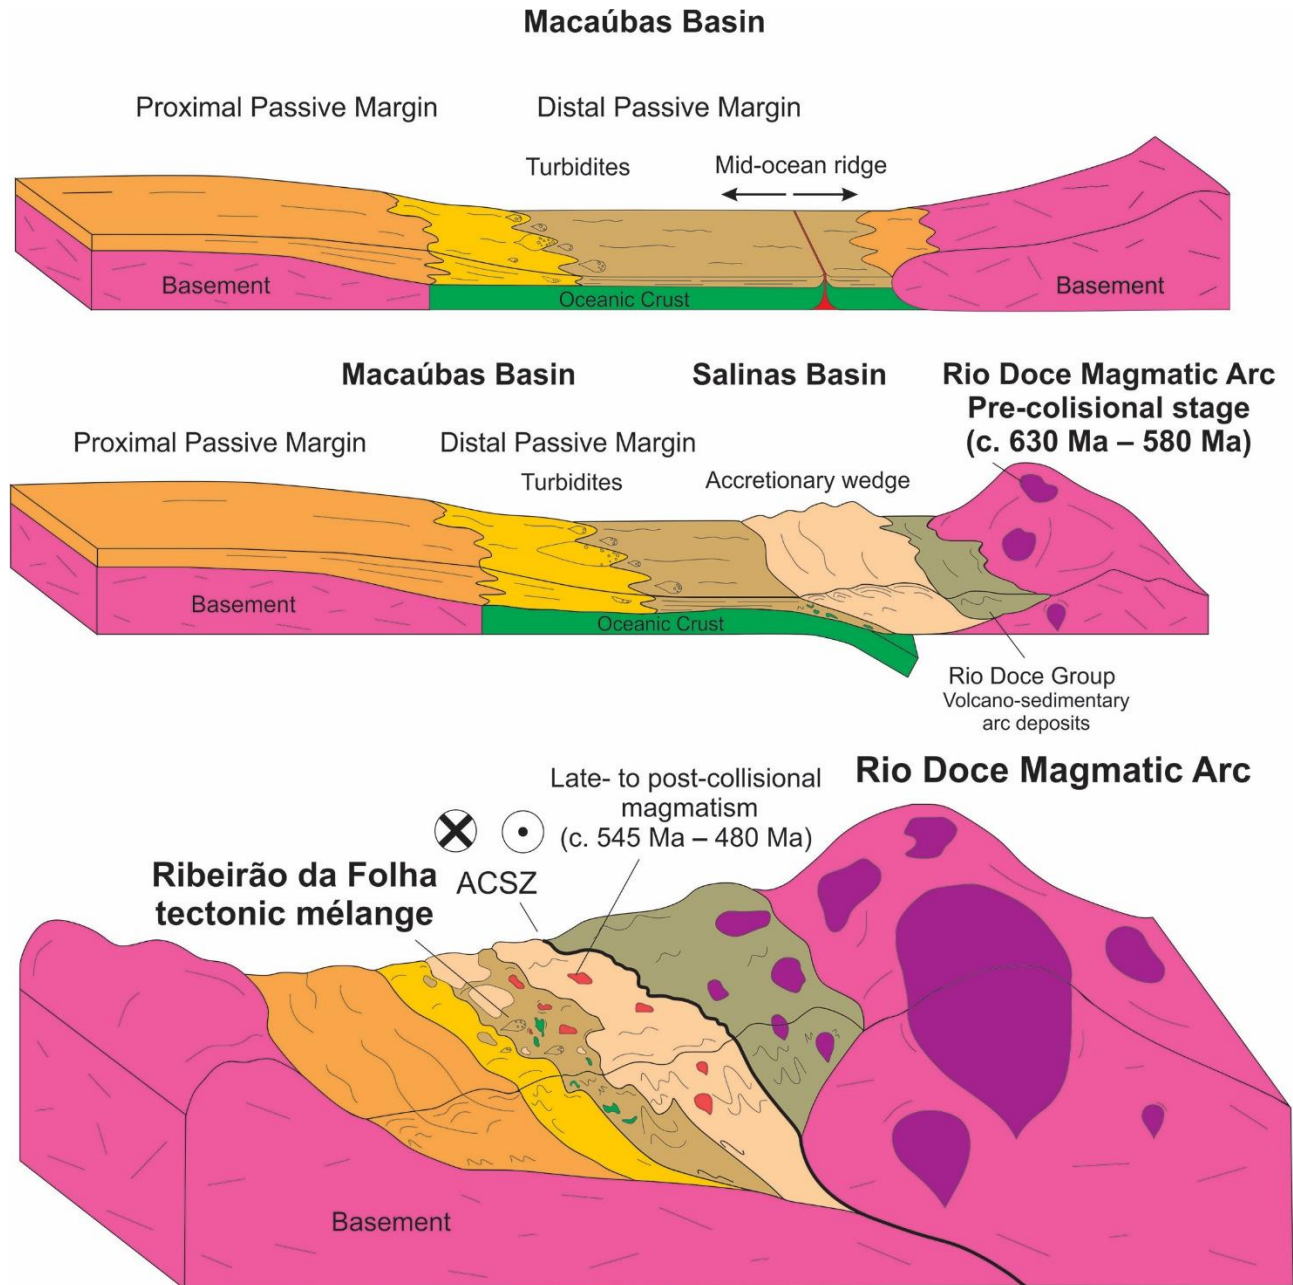 Macaúbas Basin
Proximal Passive Margin
Distal Passive Margin
Turbidites
Mid-ocean ridge
Basement
Oceanic Crust
Basement
Macaúbas Basin
Salinas Basin
Rio Doce Magmatic Arc
Pre-colisional stage
(c. 630 Ma – 580 Ma)
Proximal Passive Margin
Distal Passive Margin
Turbidites
Accretionary wedge
Basement
Oceanic Crust
Rio Doce Group
Volcano-sedimentary
arc deposits
Rio Doce Magmatic Arc
Late- to post-collisional
magmatism
(c. 545 Ma – 480 Ma)
Ribeirão da Folha
tectonic mélange
ACSZ
Basement